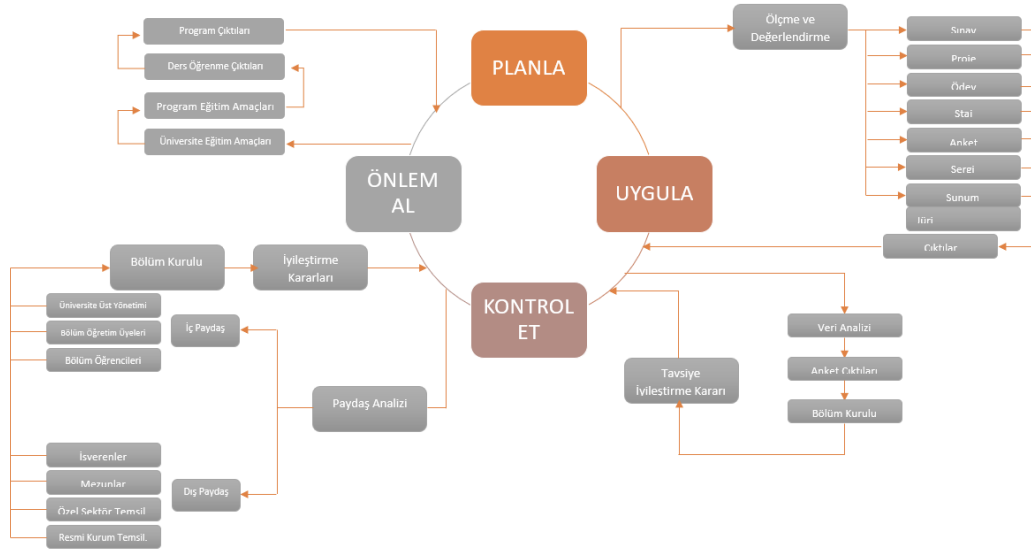 Program Çıktıları
Ders Öğrenme Çıktıları
Program Eğitim Amaçları
Üniversite Eğitim Amaçları
PLANLA
Ölçme ve
Değerlendirme
Sınav
Proje
Ödev
Staj
Anket
Sergi
Sunum
Jüri
Çıktılar
ÖNLEM
AL
UYGULA
KONTROL
ET
Bölüm Kurulu
İyileştirme
Kararları
Üniversite Üst Yönetimi
Bölüm Öğretim Üyeleri
Bölüm Öğrencileri
İç Paydaş
Paydaş Analizi
İşverenler
Mezunlar
Özel Sektör Temsil.
Resmi Kurum Temsil.
Dış Paydaş
Tavsiye
İyileştirme Kararı
Veri Analizi
Anket Çıktıları
Bölüm Kurulu